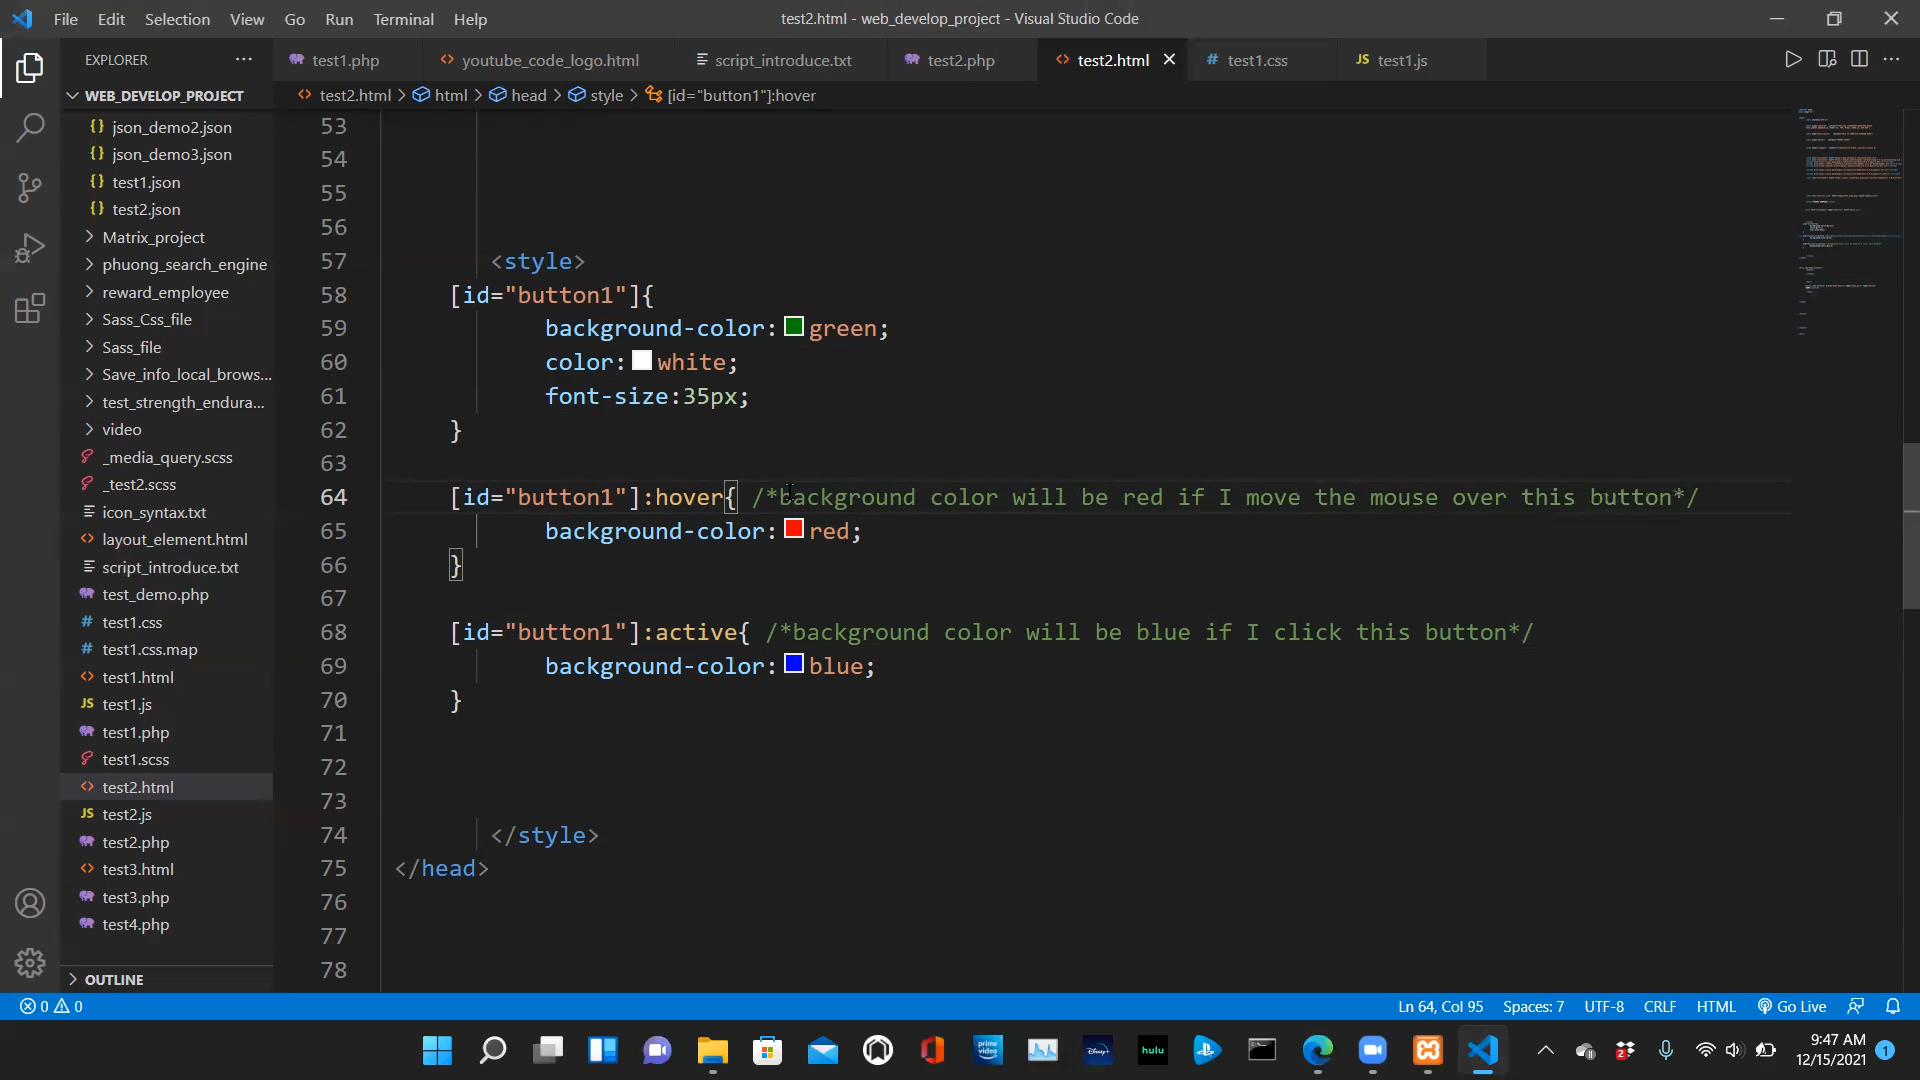 File Edit Selection View Go Run Terminal Help
test2.html - web_develop_project - Visual Studio Code
EXPLORER
test1.php
youtube_code_logo.html
script_introduce.txt
test2.php
test2.html
test1.css
test1.js
WEB_DEVELOP_PROJECT
test2.html > html > head > style > [id="button1"]:hover
json_demo2.json
json_demo3.json
test1.json
test2.json
Matrix_project
phuong_search_engine
reward_employee
Sass_Css_file
Sass_file
Save_info_local_brows...
test_strength_endura...
video
_media_query.scss
_test2.scss
icon_syntax.txt
layout_element.html
script_introduce.txt
test_demo.php
test1.css
test1.css.map
test1.html
test1.js
test1.php
test1.scss
test2.html
test2.js
test2.php
test3.html
test3.php
test4.php
OUTLINE
53
54
55
56
57 <style>
58 [id="button1"]{
59 background-color: green;
60 color: white;
61 font-size:35px;
62 }
63
64 [id="button1"]:hover{ /*background color will be red if I move the mouse over this button*/
65 background-color: red;
66 }
67
68 [id="button1"]:active{ /*background color will be blue if I click this button*/
69 background-color: blue;
70 }
71
72
73
74 </style>
75 </head>
76
77
78
0 0
Ln 64, Col 95 Spaces: 7 UTF-8 CRLF HTML Go Live
prime video
Disney+
hulu
2
9:47 AM
12/15/2021
1